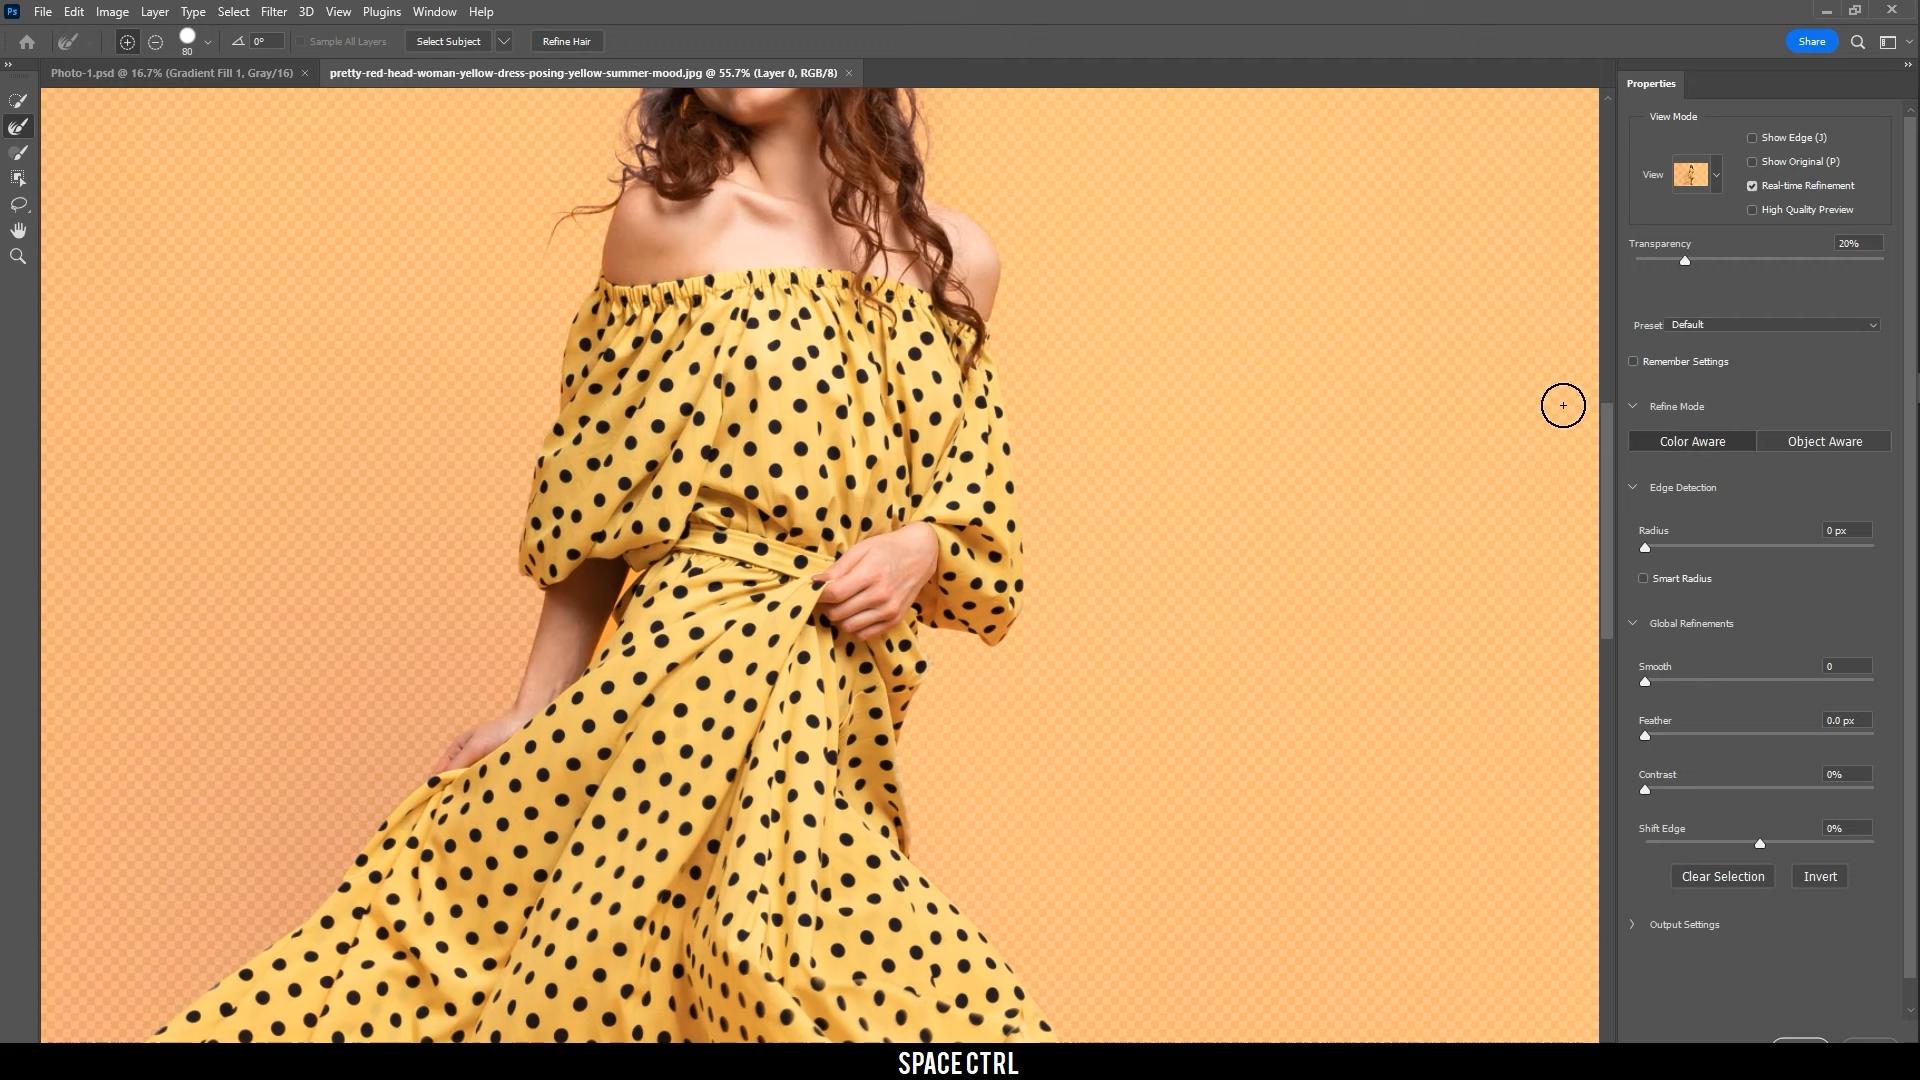 Ps File Edit Image Layer Type Select Filter 3D View Plugins Window Help
80 0° Sample All Layers Select Subject Refine Hair Share
Photo-1.psd @ 16.7% (Gradient Fill 1, Gray/16) × pretty-red-head-woman-yellow-dress-posing-yellow-summer-mood.jpg @ 55.7% (Layer 0, RGB/8) ×
Properties
View Mode
Show Edge (J)
Show Original (P)
View
Real-time Refinement
High Quality Preview
Transparency 20%
Preset Default
Remember Settings
Refine Mode
Color Aware Object Aware
Edge Detection
Radius 0 px
Smart Radius
Global Refinements
Smooth 0
Feather 0.0 px
Contrast 0%
Shift Edge 0%
Clear Selection Invert
Output Settings
SPACE CTRL